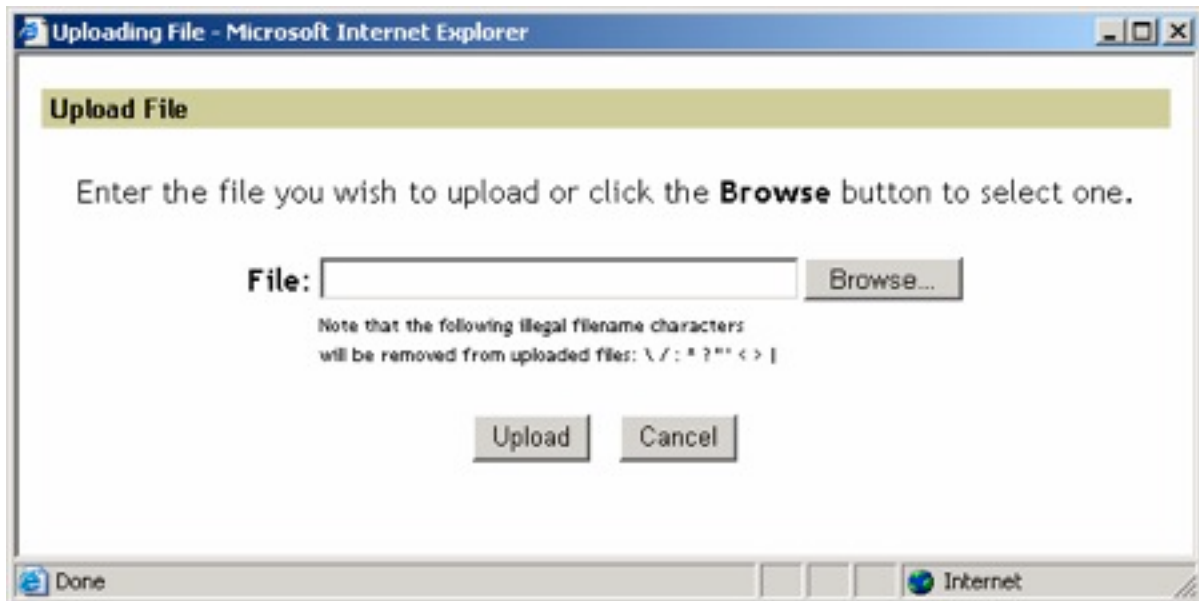 Uploading File - Microsoft Internet Explorer
Upload File
Enter the file you wish to upload or click the Browse button to select one.
File: Browse...
Note that the following illegal filename characters
will be removed from uploaded files: \ / : * ? "' < > |
Upload Cancel
Done Internet